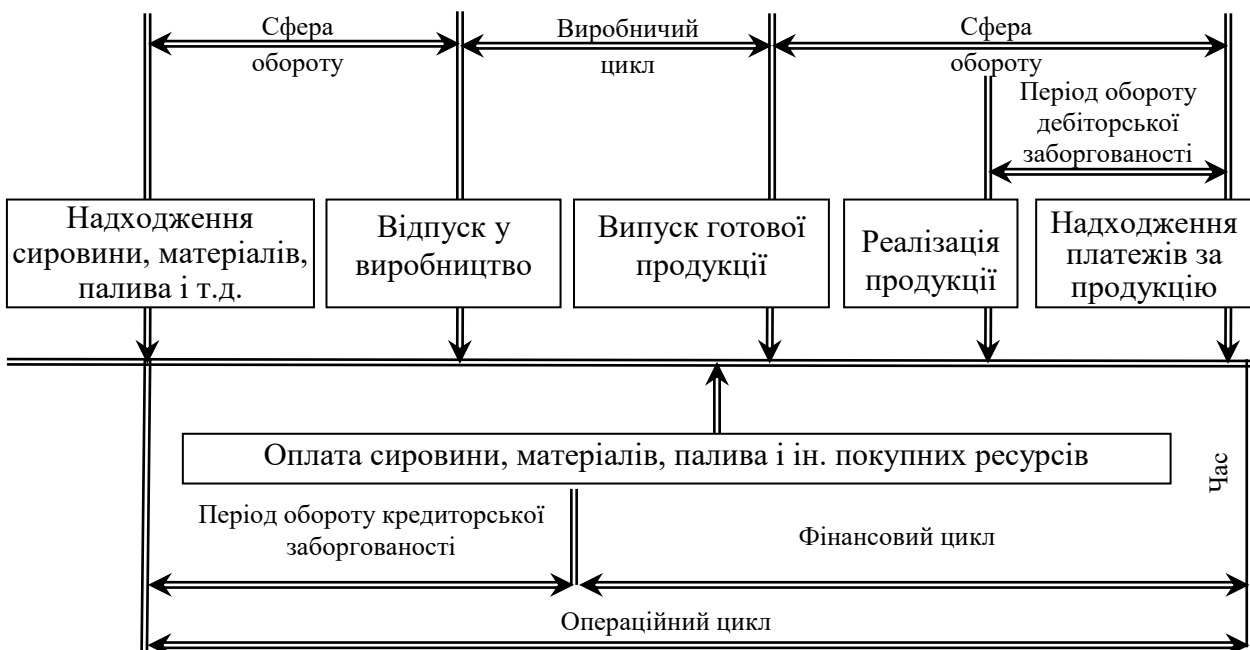 Сфера
обороту
Виробничий
цикл
Сфера
обороту
Період обороту
дебіторської
заборгованості
Надходження
сировини, матеріалів,
палива і т.д.
Відпуск у
виробництво
Випуск готової
продукції
Реалізація
продукції
Надходження
платежів за
продукцію
Оплата сировини, матеріалів, палива і ін. покупних ресурсів
Час
Період обороту кредиторської
заборгованості
Фінансовий цикл
Операційний цикл